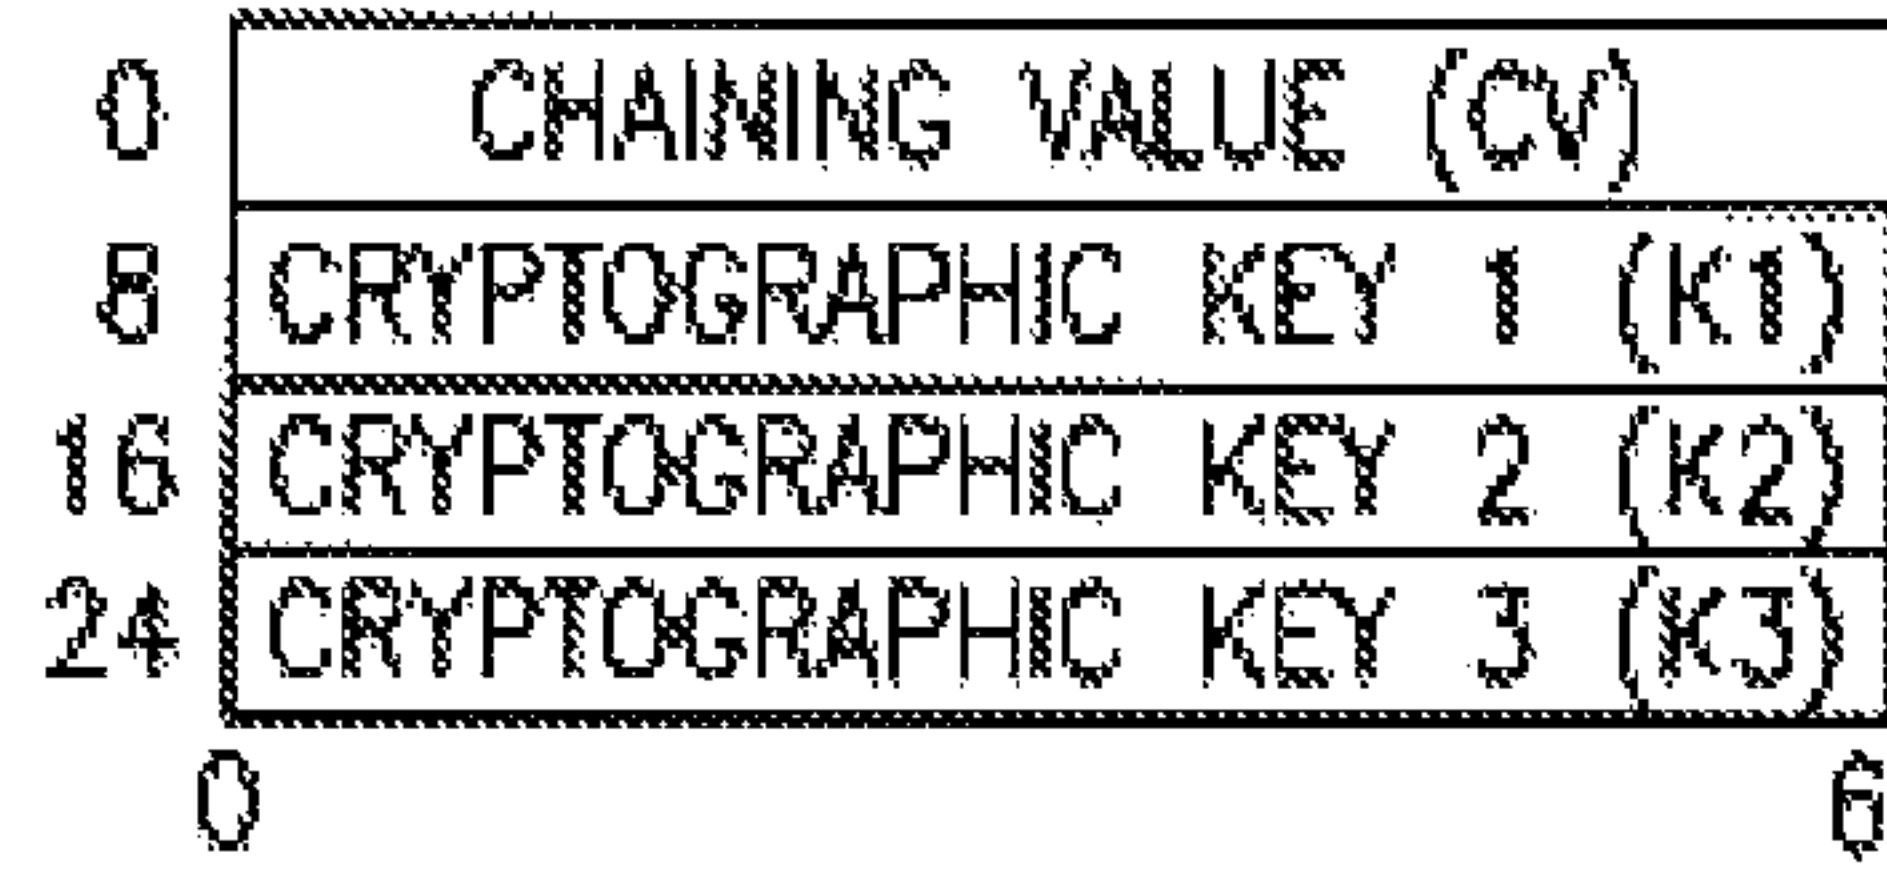 0 CHAINING VALUE (CV)
8 CRYPTOGRAPHIC KEY 1 (K1)
16 CRYPTOGRAPHIC KEY 2 (K2)
24 CRYPTOGRAPHIC KEY 3 (K3)
0 6